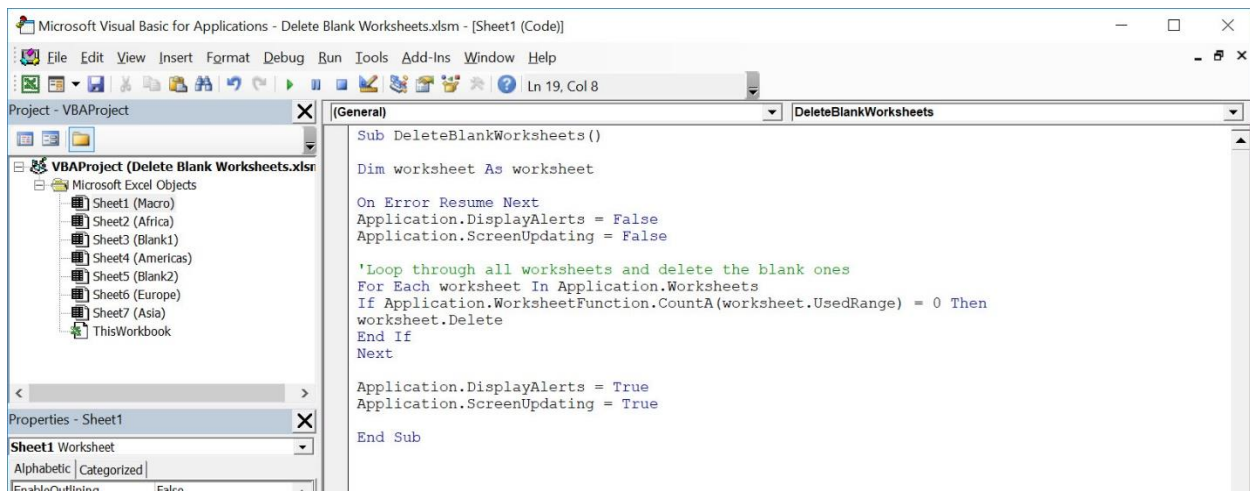 Microsoft Visual Basic for Applications - Delete Blank Worksheets.xlsm - [Sheet1 (Code)]
File Edit View Insert Format Debug Run Tools Add-Ins Window Help
Ln 19, Col 8
Project - VBAProject
VBAProject (Delete Blank Worksheets.xlsm
Microsoft Excel Objects
Sheet1 (Macro)
Sheet2 (Africa)
Sheet3 (Blank1)
Sheet4 (Americas)
Sheet5 (Blank2)
Sheet6 (Europe)
Sheet7 (Asia)
ThisWorkbook
Properties - Sheet1
Sheet1 Worksheet
Alphabetic Categorized
EnableOutlining False
(General) DeleteBlankWorksheets
Sub DeleteBlankWorksheets()
Dim worksheet As worksheet
On Error Resume Next
Application.DisplayAlerts = False
Application.ScreenUpdating = False
'Loop through all worksheets and delete the blank ones
For Each worksheet In Application.Worksheets
If Application.WorksheetFunction.CountA(worksheet.UsedRange) = 0 Then
worksheet.Delete
End If
Next
Application.DisplayAlerts = True
Application.ScreenUpdating = True
End Sub